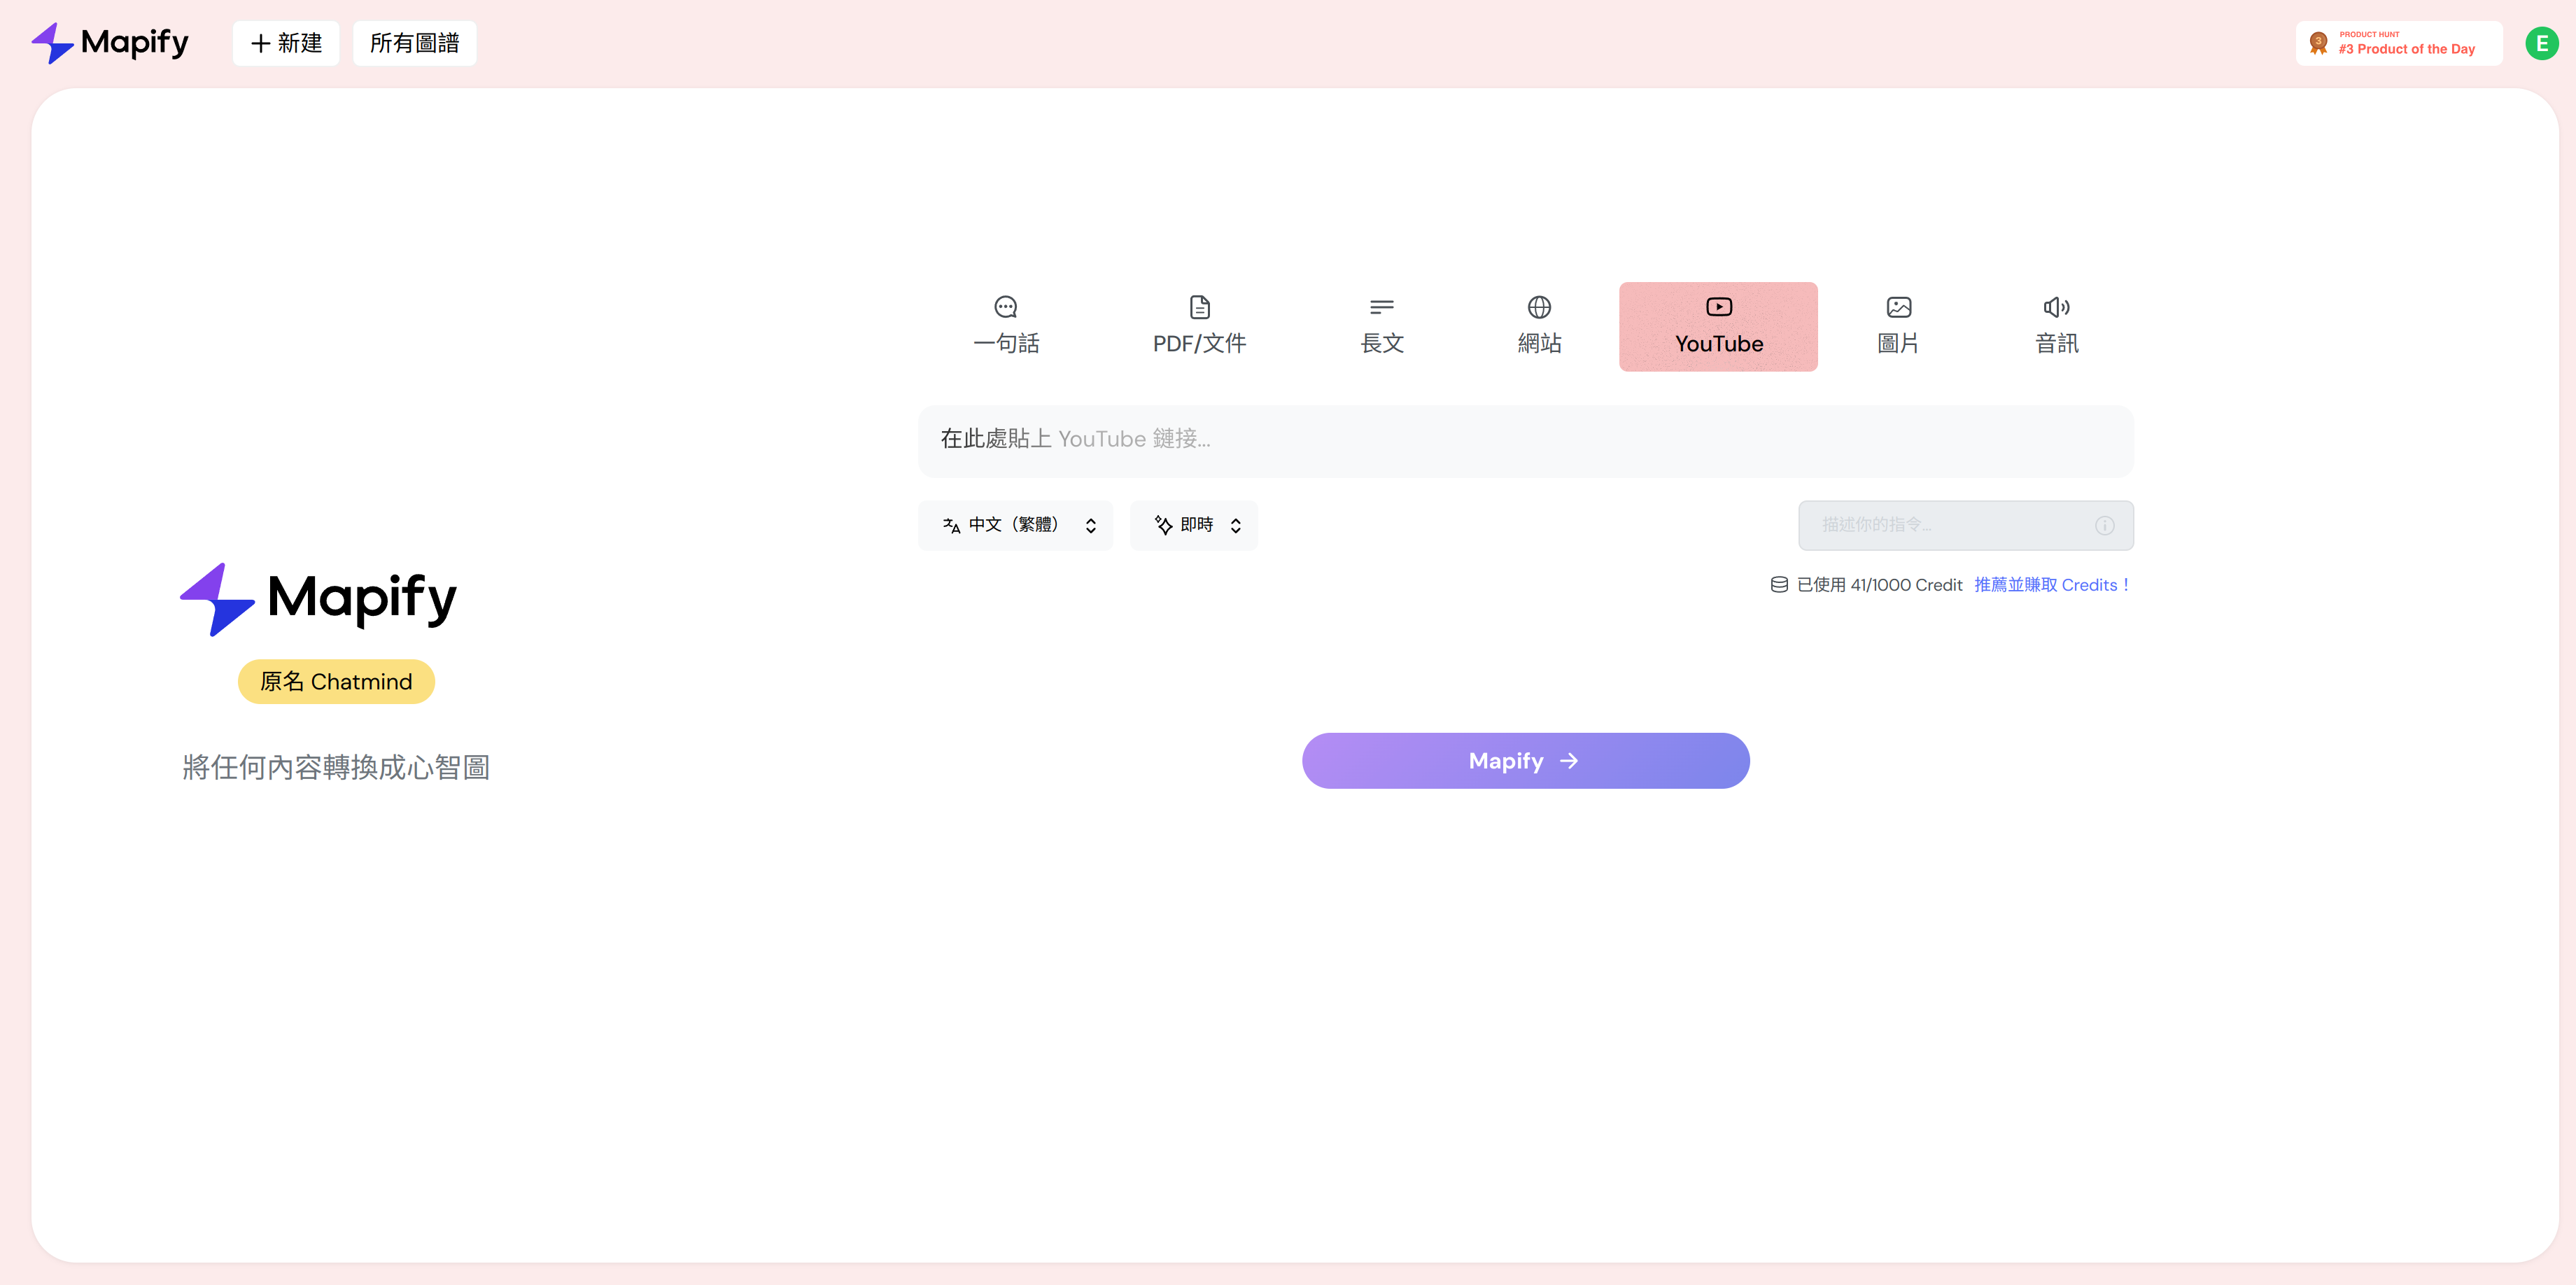 Mapify
新建
所有圖譜
3
PRODUCT HUNT
#3 Product of the Day
E
一句話
PDF/文件
長文
網站
YouTube
圖片
音訊
在此處貼上 YouTube 鏈接...
中文（繁體）
即時
描述你的指令...
已使用 41/1000 Credit 推薦並賺取 Credits！
Mapify
原名 Chatmind
將任何內容轉換成心智圖
Mapify